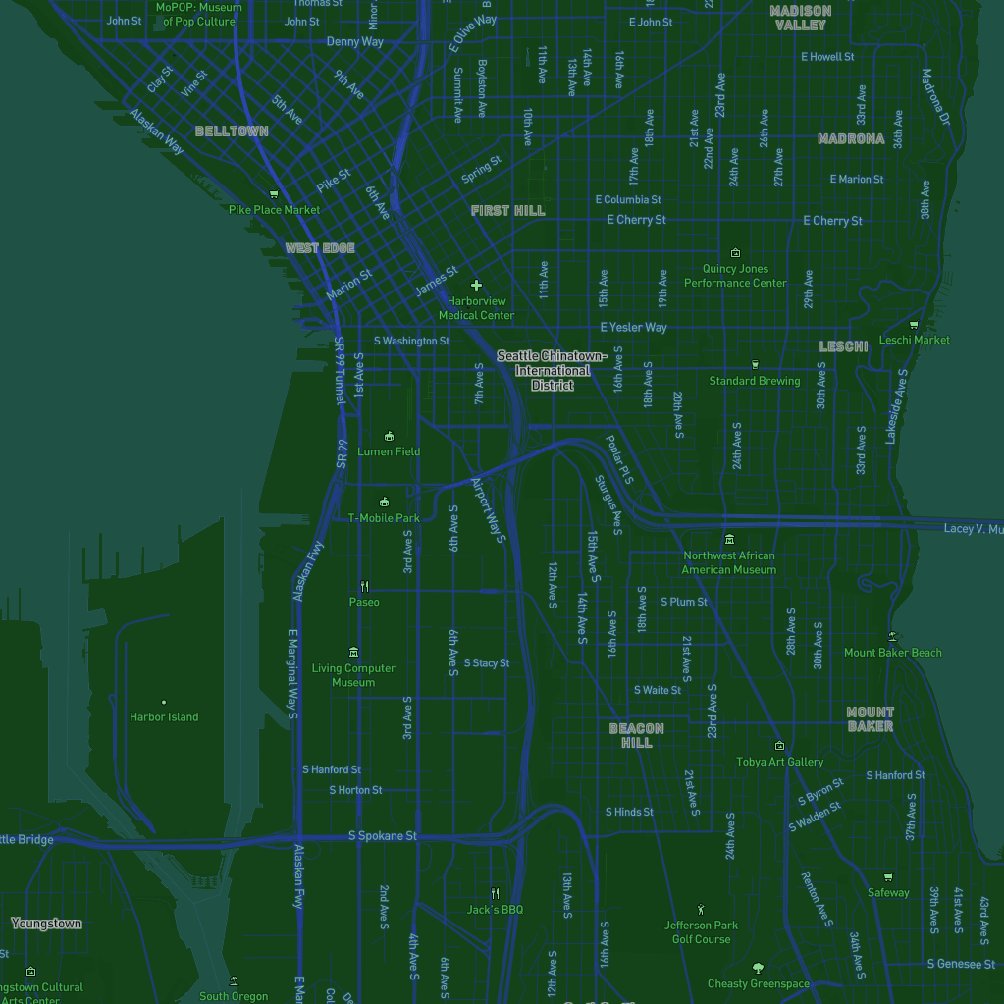 MoPOP: Museum
of Pop Culture
Thomas St
John St
John St
Denny Way
E Olive Way
E John St
MADISON
VALLEY
E Howell St
Clay St
Vine St
9th Ave
5th Ave
Summit Ave
Boylston Ave
11th Ave
13th Ave
14th Ave
16th Ave
23rd Ave
Madrona Dr
33rd Ave
36th Ave
Alaskan Way
BELLTOWN
10th Ave
18th Ave
21st Ave
22nd Ave
26th Ave
MADRONA
Pike St
Spring St
6th Ave
17th Ave
24th Ave
27th Ave
E Marion St
Pike Place Market
FIRST HILL
E Columbia St
E Cherry St
E Cherry St
WEST EDGE
Marion St
James St
Harborview
Medical Center
11th Ave
15th Ave
19th Ave
Quincy Jones
Performance Center
29th Ave
E Yesler Way
Leschi Market
LESCHI
SR 99 Tunnel
1st Ave S
S Washington St
7th Ave S
Seattle Chinatown-
International
District
16th Ave S
18th Ave S
20th Ave S
Standard Brewing
30th Ave S
Lakeside Ave S
24th Ave S
33rd Ave S
Lumen Field
SR 99
Poplar Pl S
Sturgus Ave S
T-Mobile Park
Airport Way S
6th Ave S
3rd Ave S
Lacey V. Mu
Northwest African
American Museum
Alaskan Fwy
15th Ave S
12th Ave S
14th Ave S
Paseo
S Plum St
18th Ave S
16th Ave S
28th Ave S
30th Ave S
E Marginal Way S
6th Ave S
S Stacy St
21st Ave S
Mount Baker Beach
Living Computer
Museum
S Waite St
23rd Ave S
3rd Ave S
Harbor Island
BEACON
HILL
MOUNT
BAKER
Tobya Art Gallery
S Hanford St
S Hanford St
S Horton St
21st Ave S
S Byron St
S Walden St
S Hinds St
37th Ave S
24th Ave S
ttle Bridge
S Spokane St
Alaskan Fwy
2nd Ave S
13th Ave S
Jack's BBQ
Renton Ave S
Safeway
39th Ave S
41st Ave S
43rd Ave S
Youngstown
Jefferson Park
Golf Course
4th Ave S
16th Ave S
34th Ave S
6th Ave S
12th Ave S
S Genesee St
ngstown Cultural
Arts Center
South Oregon
Cheasty Greenspace